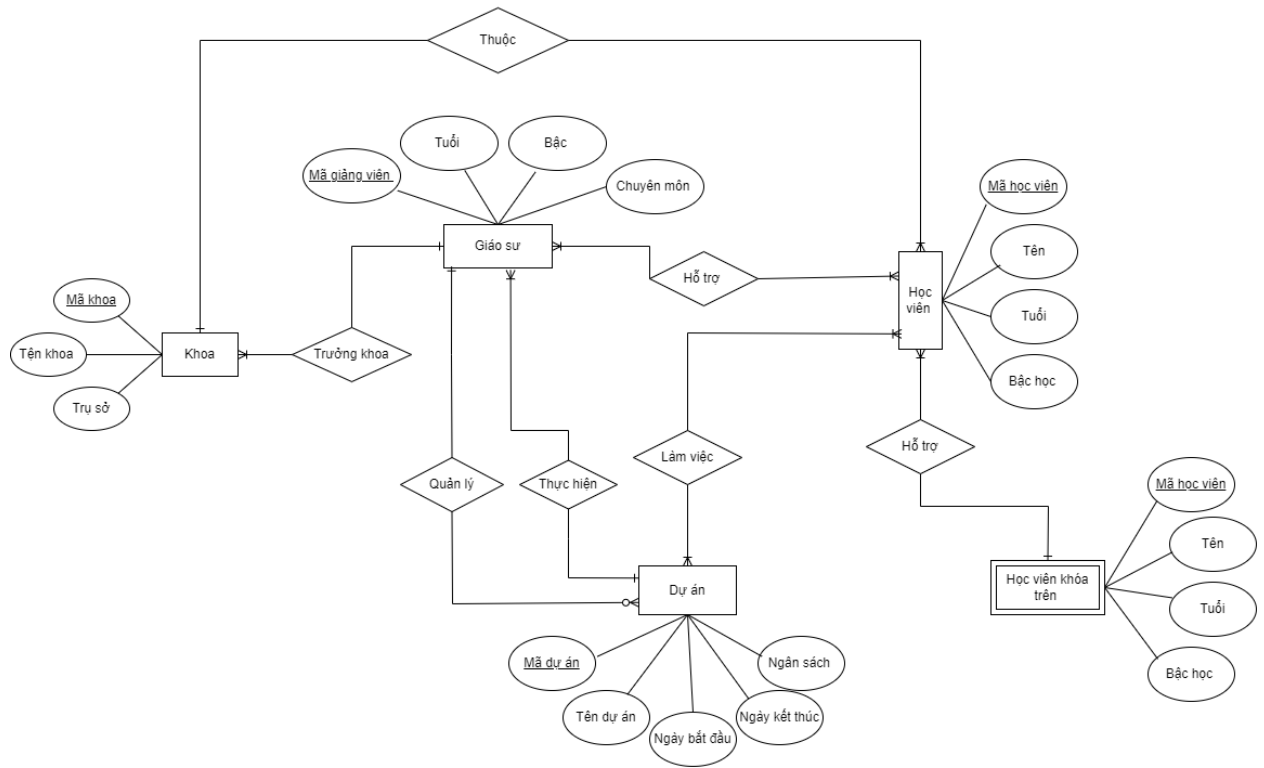 Thuộc
Tuổi
Bậc
Mã giảng viên
Chuyên môn
Mã học viên
Giáo sư
Tên
Hỗ trợ
Học
viên
Mã khoa
Tuổi
Tện khoa
Khoa
Trưởng khoa
Bậc học
Trụ sở
Hỗ trợ
Làm việc
Quản lý
Thực hiện
Mã học viên
Tên
Dự án
Học viên khóa
trên
Tuổi
Mã dự án
Ngân sách
Bậc học
Tên dự án
Ngày kết thúc
Ngày bắt đầu